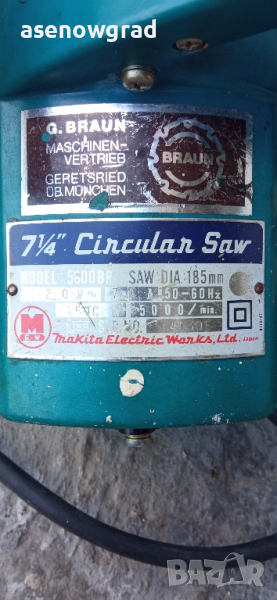 asenowgrad
G. BRAUN
MASCHINEN-
VERTRIEB
GERETSRIED
OB. MÜNCHEN
BRAUN
7¼" Circular Saw
MODEL 5600BR SAW DIA 185mm
A 50-60Hz
5000/min.
NO.
M
Makita Electric Works, Ltd. Japan
BAZAR